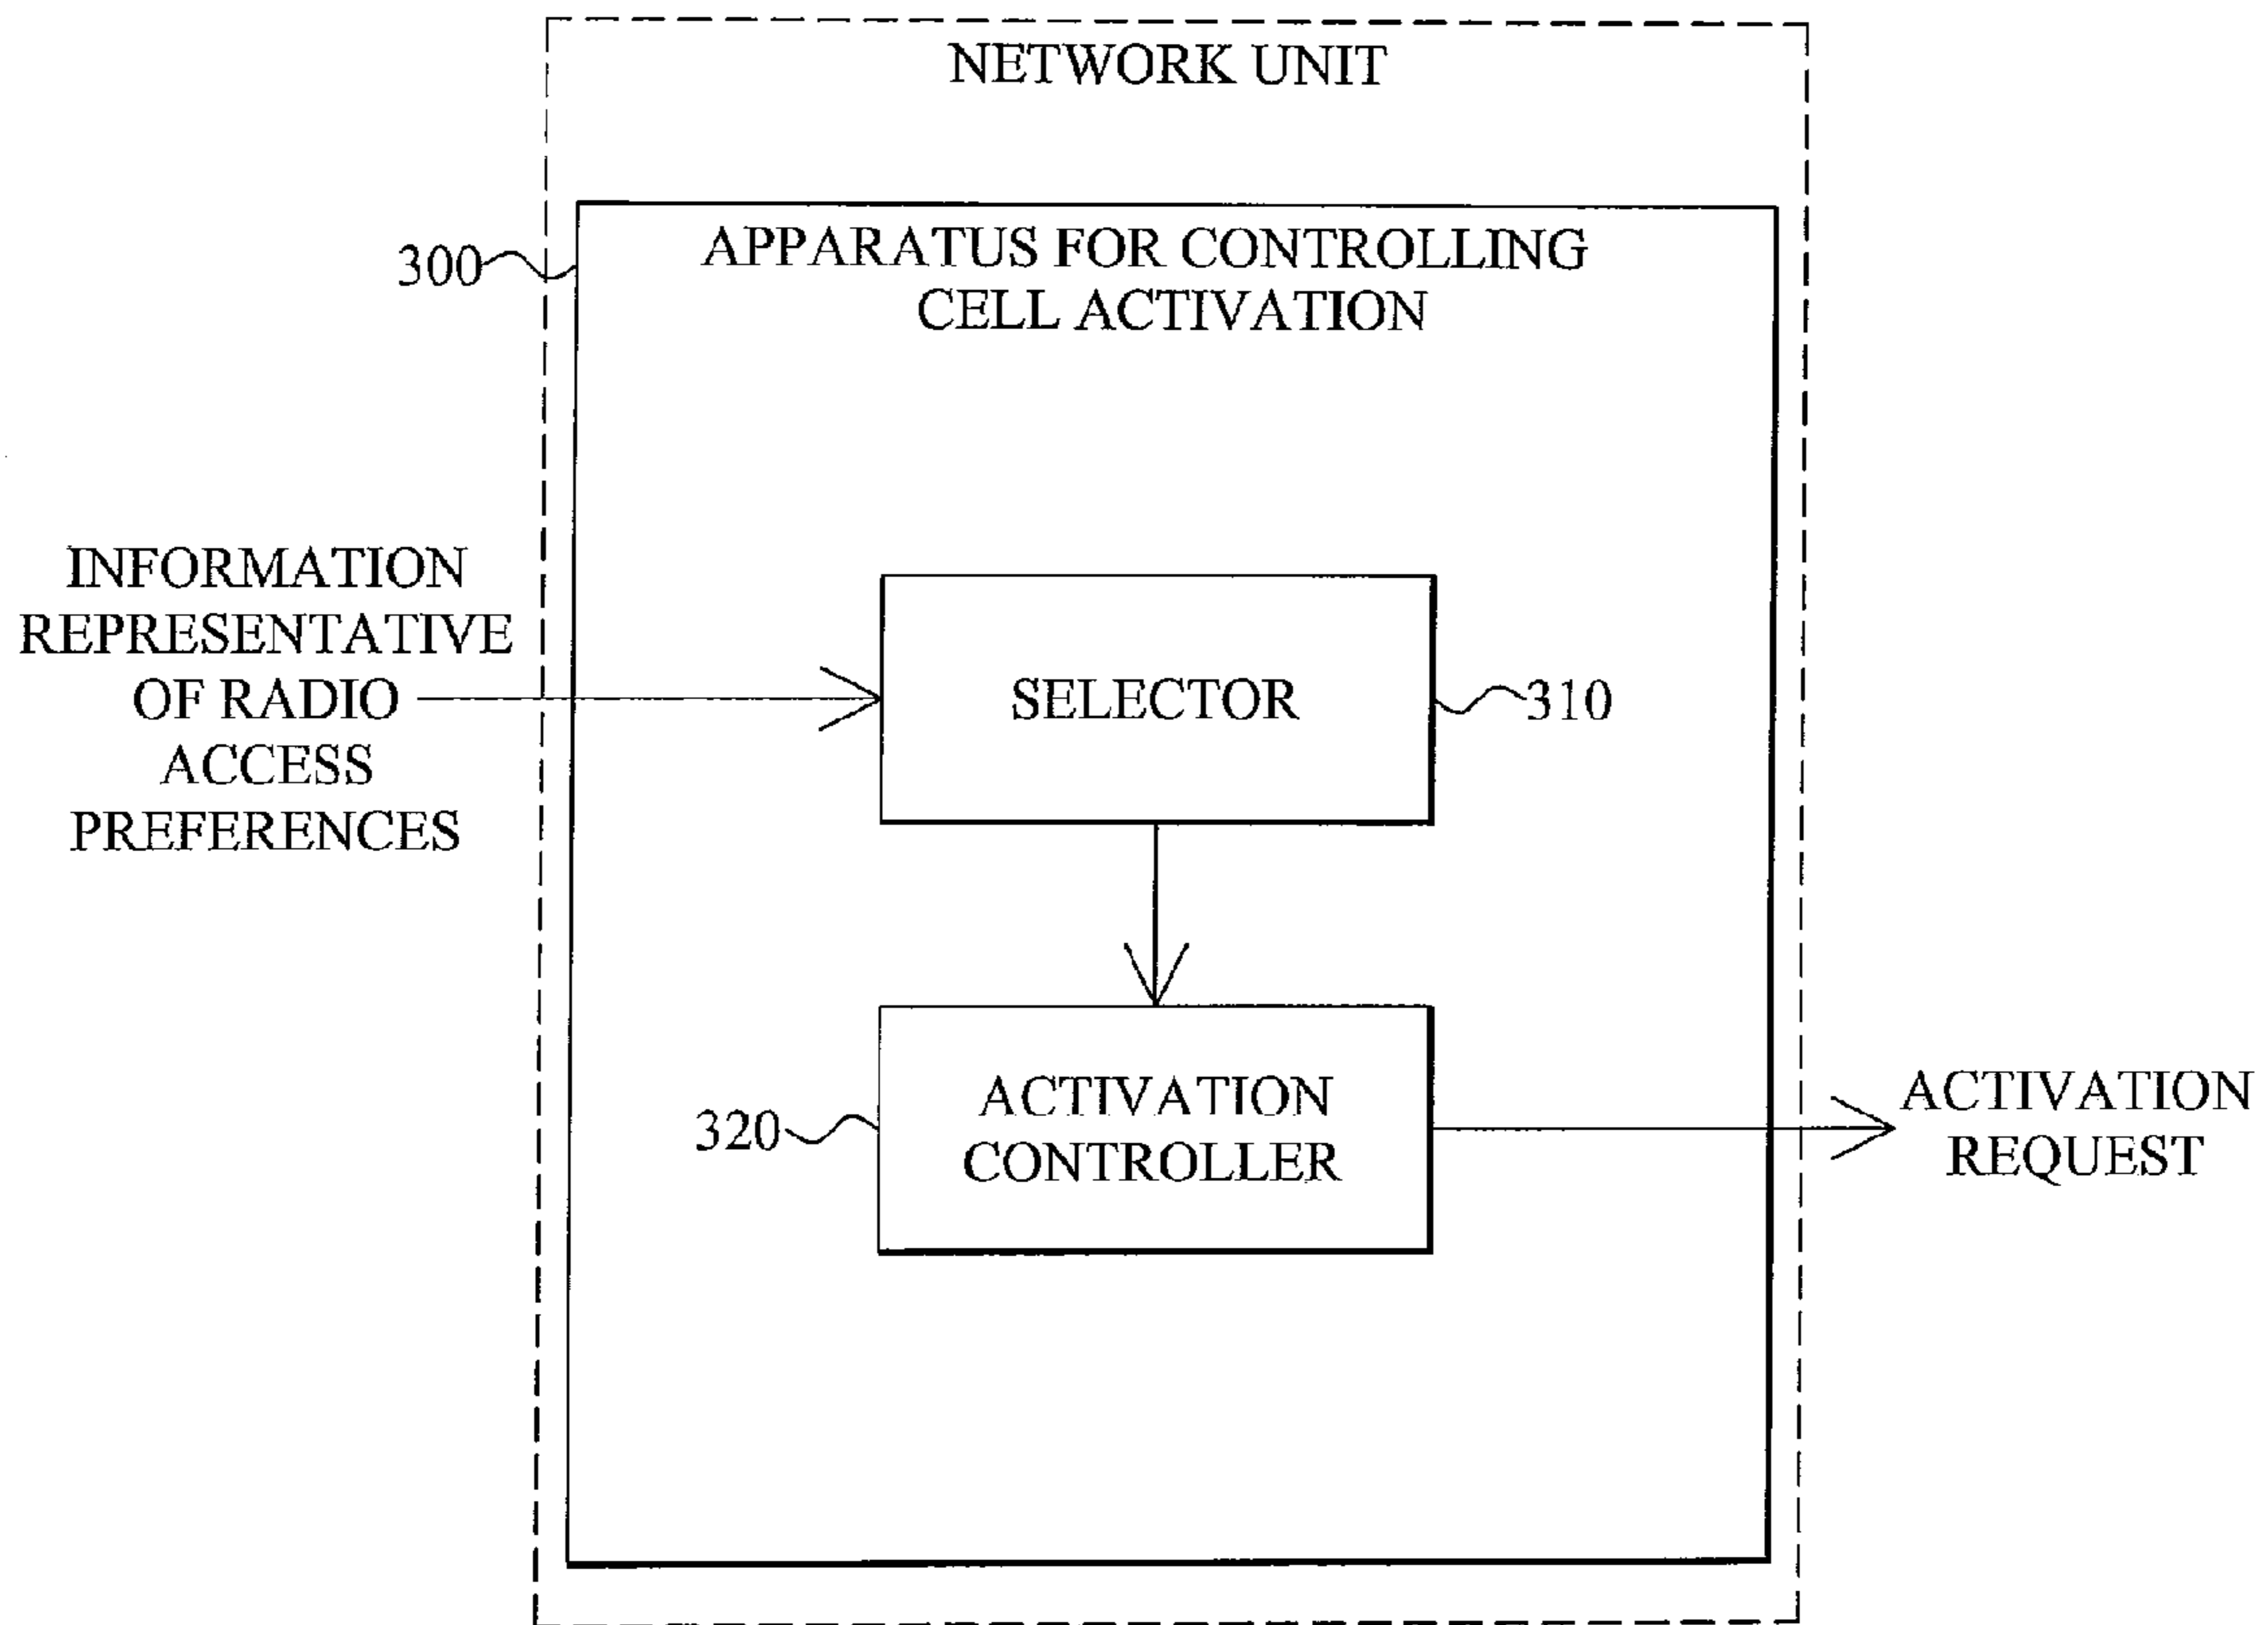 NETWORK UNIT
300
APPARATUS FOR CONTROLLING
CELL ACTIVATION
INFORMATION
REPRESENTATIVE
OF RADIO
ACCESS
PREFERENCES
SELECTOR
310
320
ACTIVATION
CONTROLLER
ACTIVATION
REQUEST